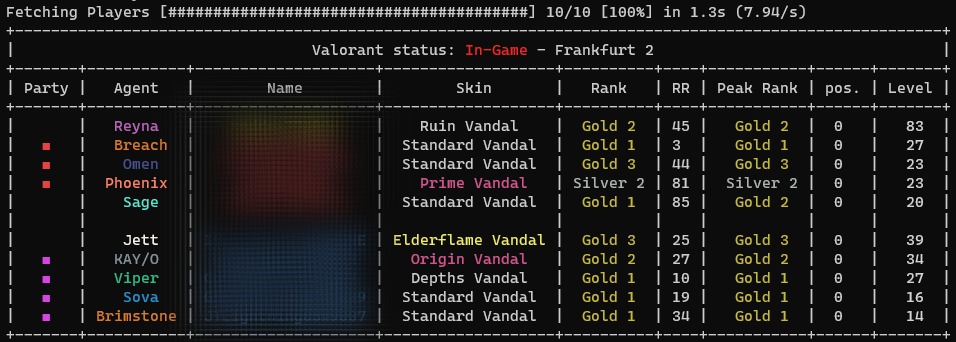 Fetching Players [########################################] 10/10 [100%] in 1.3s (7.94/s)
Valorant status: In-Game - Frankfurt 2
Party | Agent | Name | Skin | Rank | RR | Peak Rank | pos. | Level
Reyna | Ruin Vandal | Gold 2 | 45 | Gold 2 | 0 | 83
■ | Breach | Standard Vandal | Gold 1 | 3 | Gold 1 | 0 | 27
■ | Omen | Standard Vandal | Gold 3 | 44 | Gold 3 | 0 | 23
■ | Phoenix | Prime Vandal | Silver 2 | 81 | Silver 2 | 0 | 23
Sage | Standard Vandal | Gold 1 | 85 | Gold 2 | 0 | 20
Jett | Elderflame Vandal | Gold 3 | 25 | Gold 3 | 0 | 39
■ | KAY/O | Origin Vandal | Gold 2 | 27 | Gold 2 | 0 | 34
■ | Viper | Depths Vandal | Gold 1 | 10 | Gold 1 | 0 | 27
■ | Sova | Standard Vandal | Gold 1 | 19 | Gold 1 | 0 | 16
■ | Brimstone | Standard Vandal | Gold 1 | 34 | Gold 1 | 0 | 14